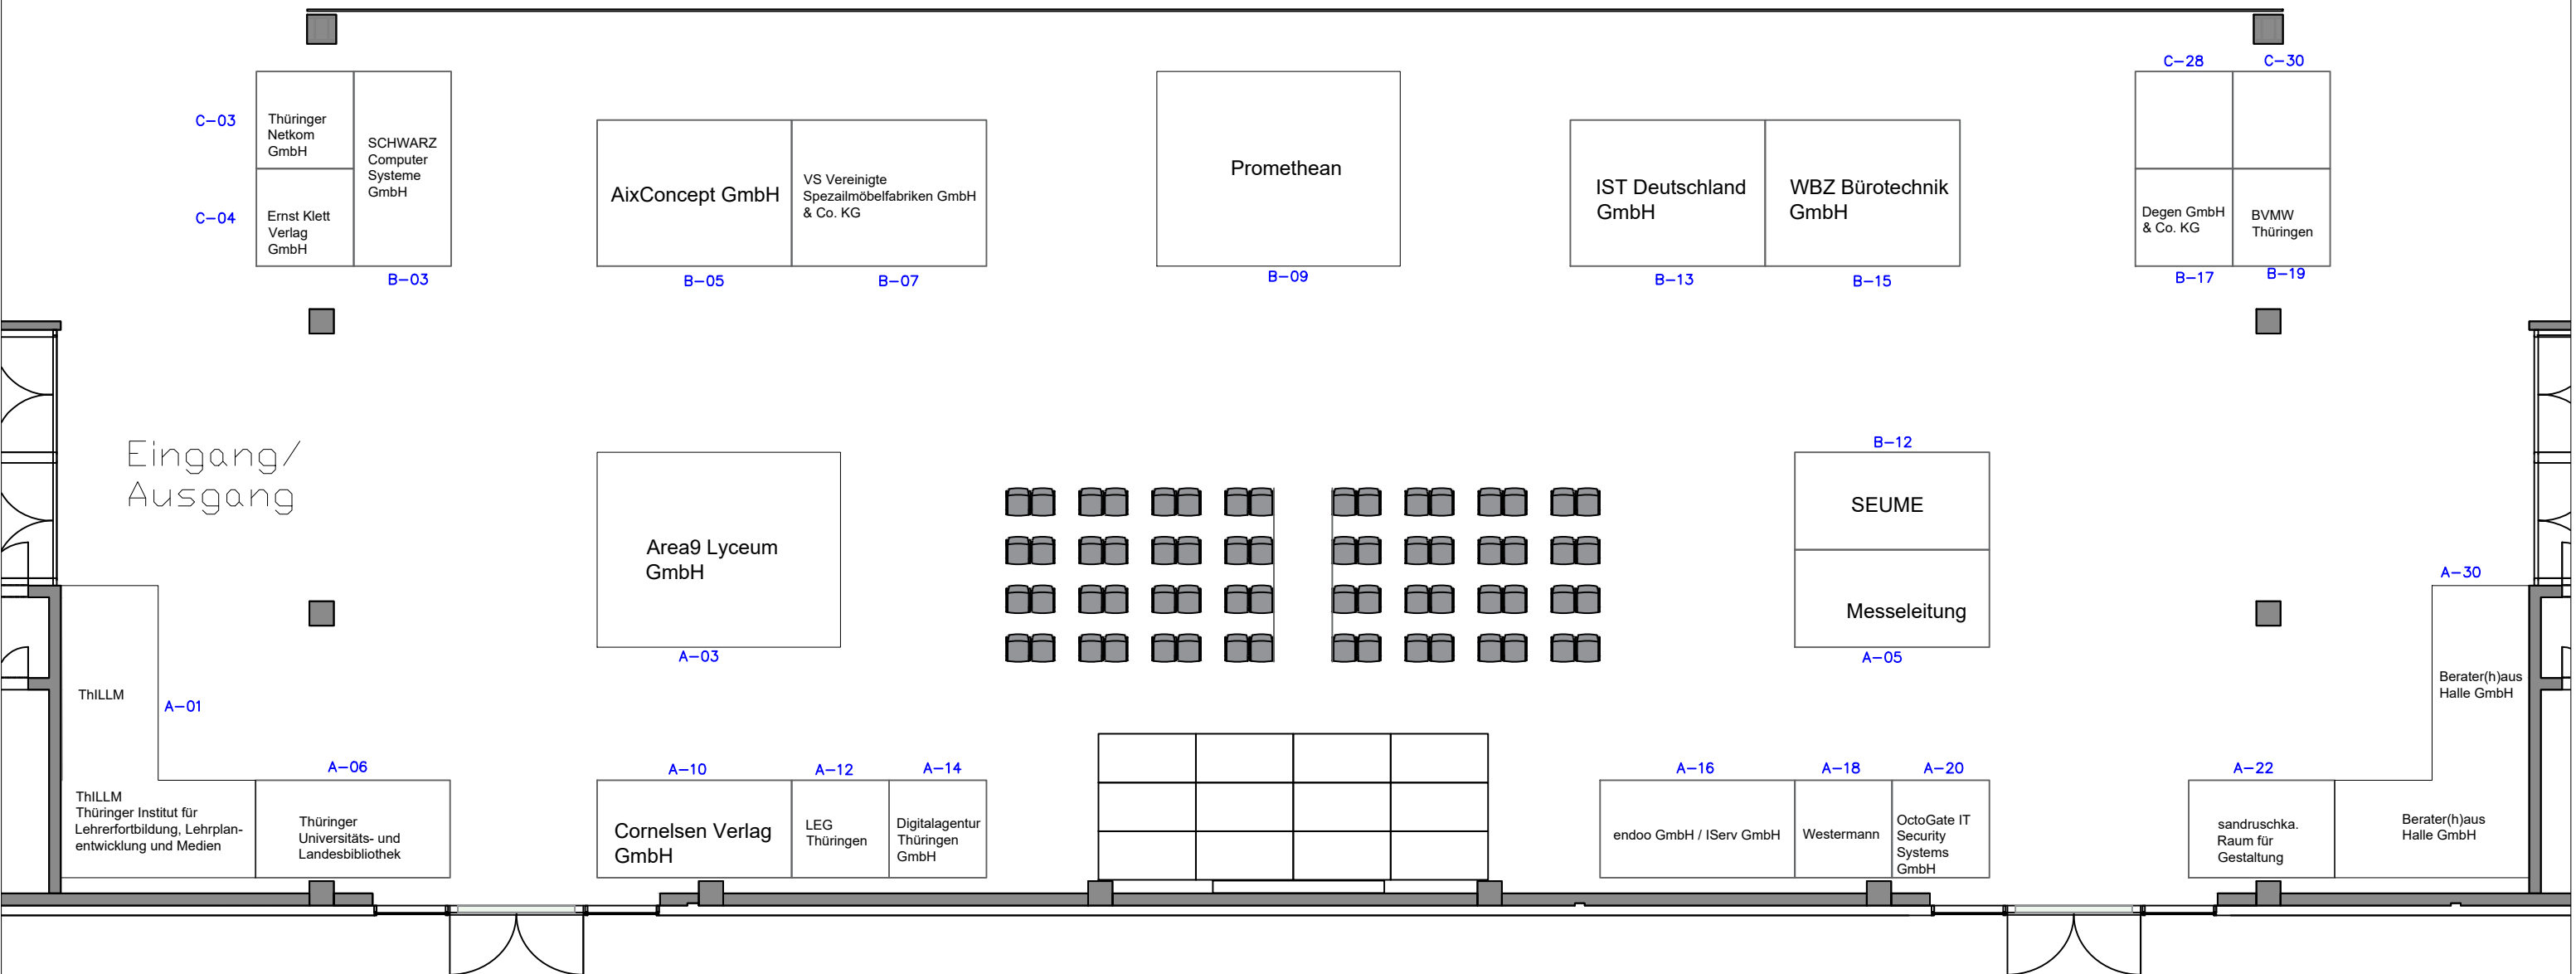 C-28
C-30
C-03
Thüringer
Netkom
GmbH
SCHWARZ
Computer
Systeme
GmbH
C-04
Ernst Klett
Verlag
GmbH
B-03
AixConcept GmbH
B-05
VS Vereinigte
Spezailmöbelfabriken GmbH
& Co. KG
B-07
Promethean
B-09
IST Deutschland
GmbH
B-13
WBZ Bürotechnik
GmbH
B-15
Degen GmbH
& Co. KG
B-17
BVMW
Thüringen
B-19
Eingang/
Ausgang
Area9 Lyceum
GmbH
A-03
B-12
SEUME
Messeleitung
A-05
A-30
Berater(h)aus
Halle GmbH
ThILLM
A-01
ThILLM
Thüringer Institut für
Lehrerfortbildung, Lehrplan-
entwicklung und Medien
A-06
Thüringer
Universitäts- und
Landesbibliothek
A-10
Cornelsen Verlag
GmbH
A-12
LEG
Thüringen
A-14
Digitalagentur
Thüringen
GmbH
A-16
endoo GmbH / IServ GmbH
A-18
Westermann
A-20
OctoGate IT
Security
Systems
GmbH
A-22
sandruschka.
Raum für
Gestaltung
Berater(h)aus
Halle GmbH